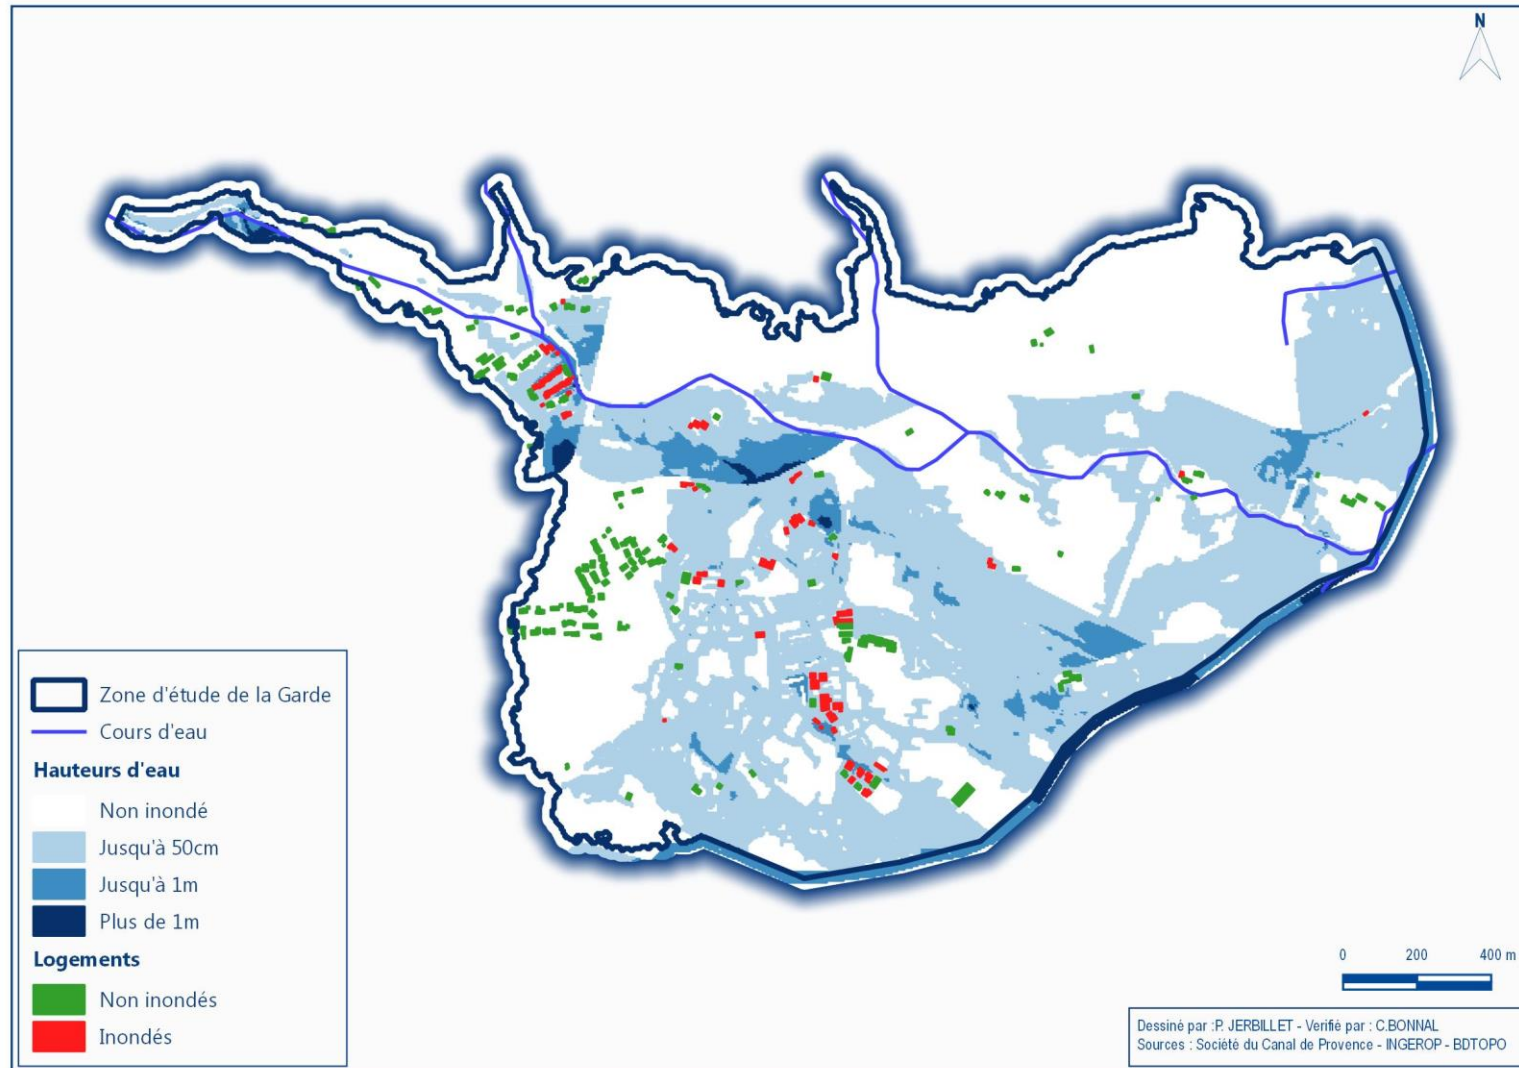 N
Zone d'étude de la Garde
Cours d'eau
Hauteurs d'eau
Non inondé
Jusqu'à 50cm
Jusqu'à 1m
Plus de 1m
Logements
Non inondés
Inondés
0 200 400 m
Dessiné par :P. JERBILLET - Verifié par : C.BONNAL
Sources : Société du Canal de Provence - INGEROP - BDTOPO